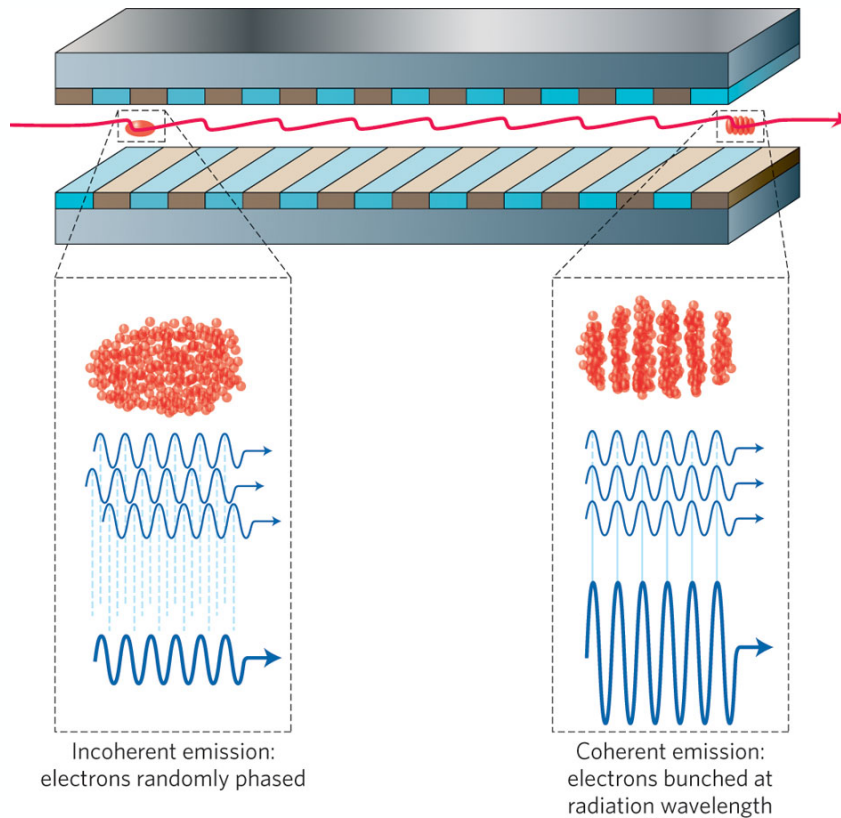 Incoherent emission:
electrons randomly phased
Coherent emission:
electrons bunched at
radiation wavelength